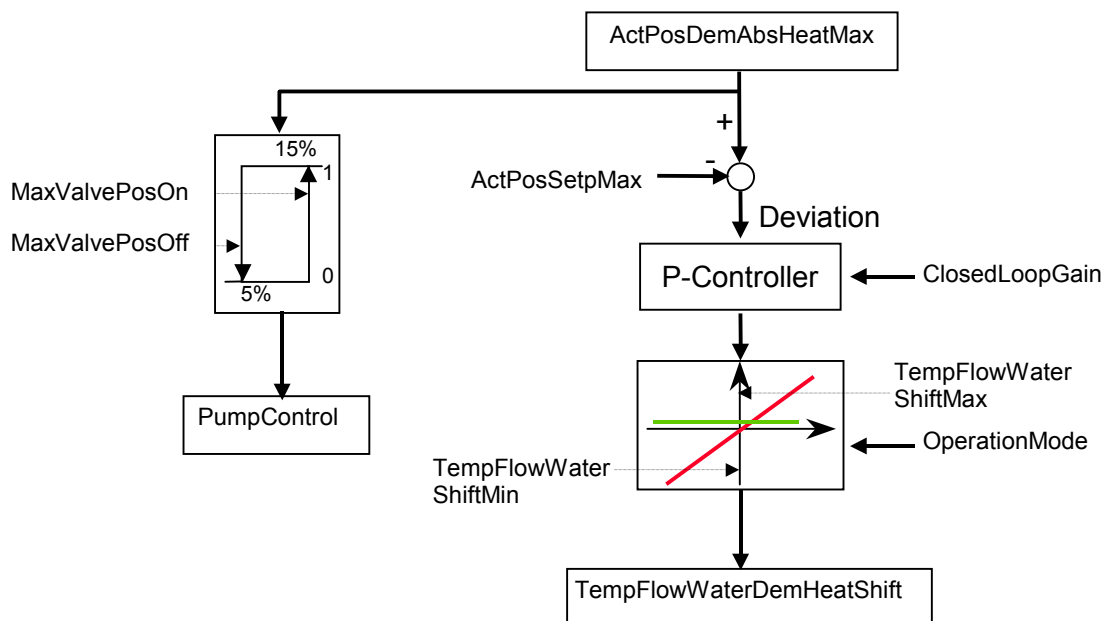 ActPosDemAbsHeatMax
+
15%
-
1
MaxValvePosOn
ActPosSetpMax
Deviation
MaxValvePosOff
0
5%
P-Controller
ClosedLoopGain
TempFlowWater
ShiftMax
PumpControl
OperationMode
TempFlowWater
ShiftMin
TempFlowWaterDemHeatShift